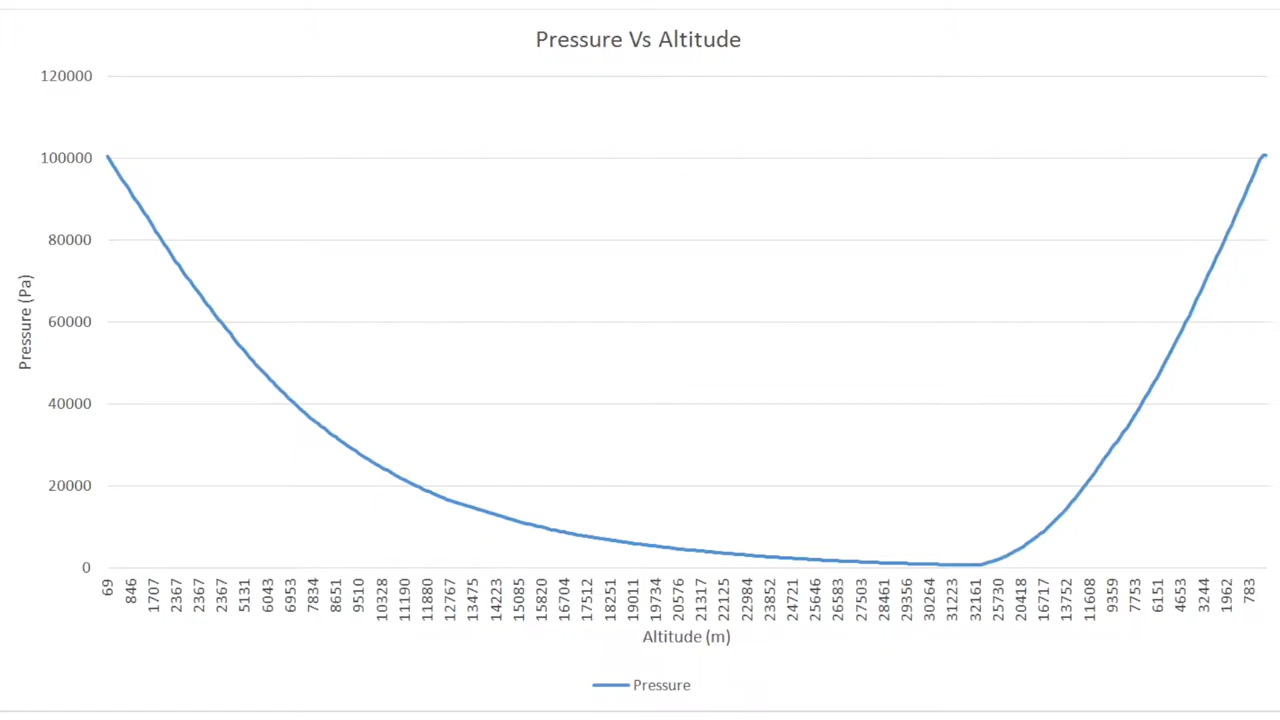 Pressure Vs Altitude
120000
100000
80000
60000
40000
20000
0
Pressure (Pa)
69 846 1707 2367 2367 2367 5131 6043 6953 7834 8651 9510 10328 11190 11880 12767 13475 14223 15085 15820 16704 17512 18251 19011 19734 20576 21317 22125 22984 23852 24721 25646 26583 27503 28461 29356 30264 31223 32161 25730 20418 16717 13752 11608 9359 7753 6151 4653 3244 1962 783
Altitude (m)
Pressure